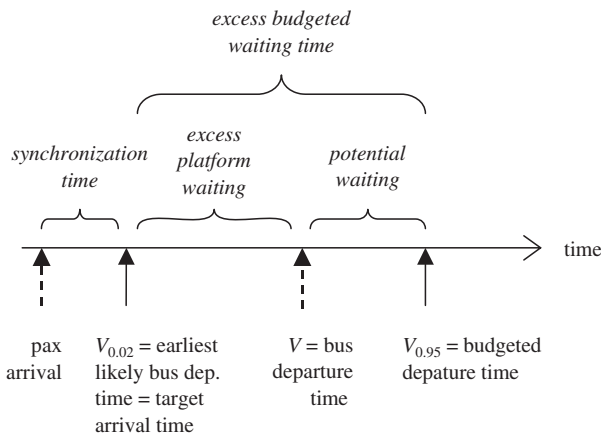 excess budgeted
waiting time
synchronization
time
excess
platform
waiting
potential
waiting
time
pax
arrival
V0.02 = earliest
likely bus dep.
time = target
arrival time
V = bus
departure
time
V0.95 = budgeted
depature time